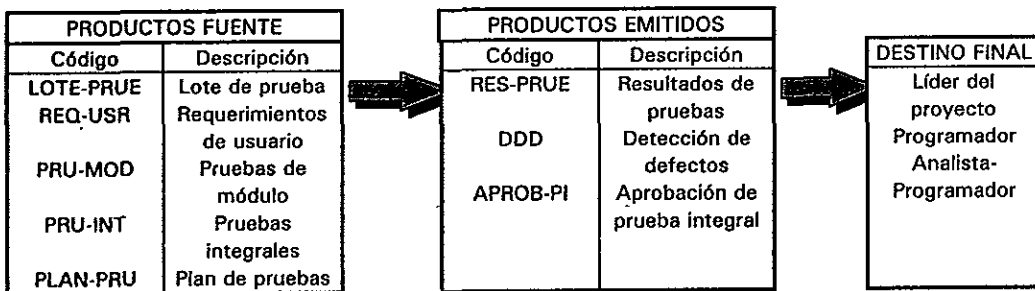 PRODUCTOS FUENTE
Código Descripción
LOTE-PRUE Lote de prueba
REQ-USR Requerimientos
de usuario
PRU-MOD Pruebas de
módulo
PRU-INT Pruebas
integrales
PLAN-PRU Plan de pruebas
PRODUCTOS EMITIDOS
Código Descripción
RES-PRUE Resultados de
pruebas
DDD Detección de
defectos
APROB-PI Aprobación de
prueba integral
DESTINO FINAL
Líder del
proyecto
Programador
Analista-
Programador